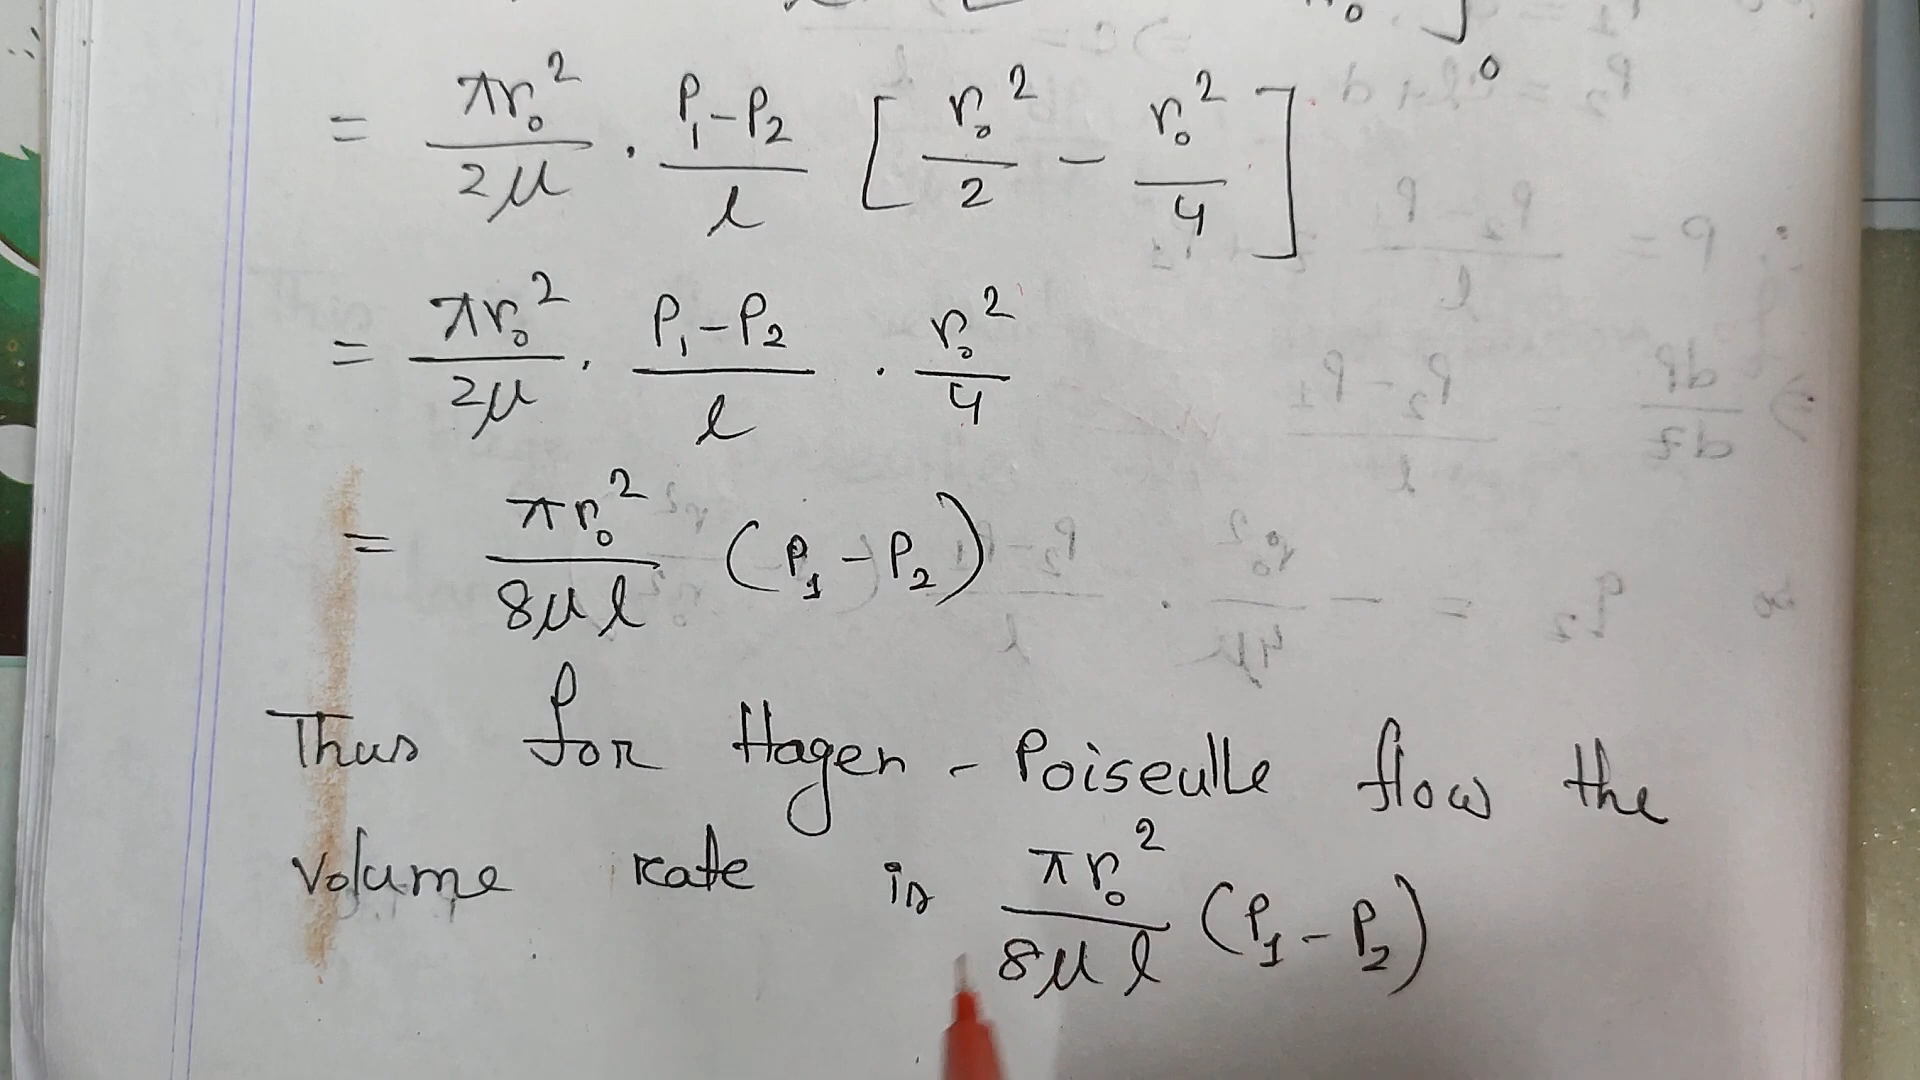 = πr₀²/2μ · P₁-P₂/l [r₀²/2 - r₀²/4]
= πr₀²/2μ · P₁-P₂/l · r₀²/4
= πr₀²/8μl (P₁-P₂)
Thus for Hagen - Poiseulle flow the
volume rate is πr₀²/8μl (P₁-P₂)